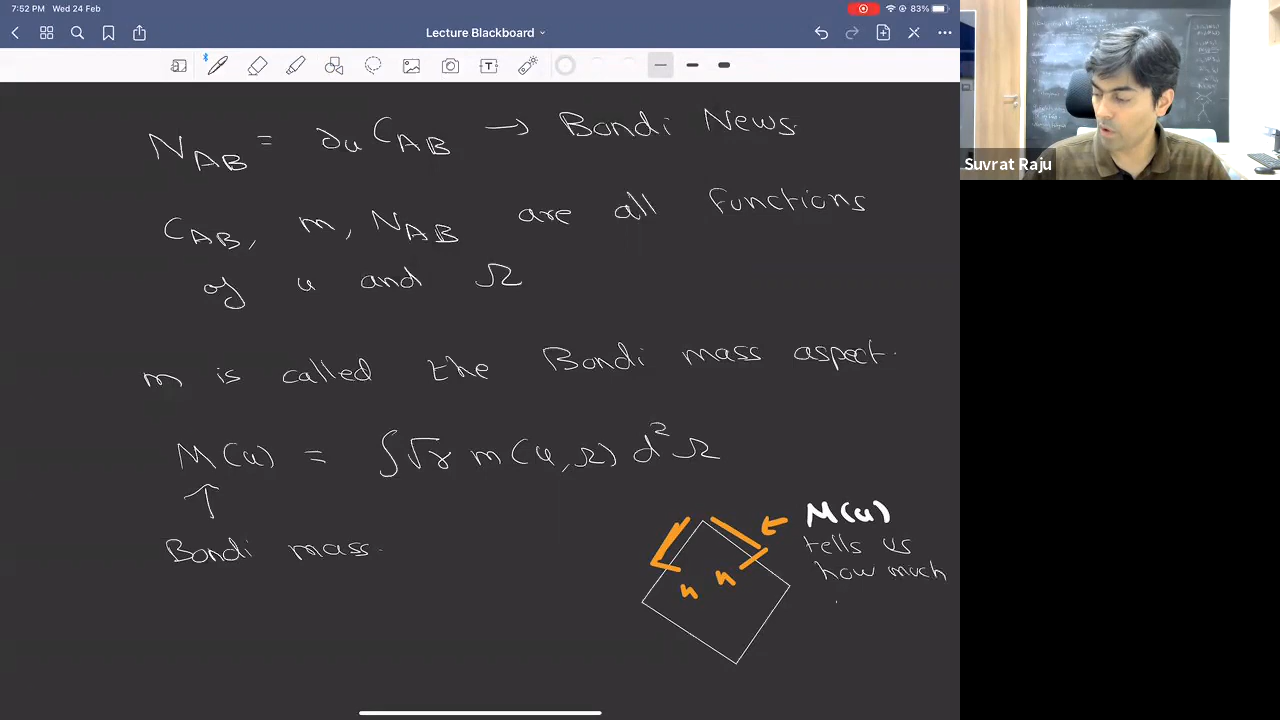 7:52 PM Wed 24 Feb
83%
Lecture Blackboard
N_AB = ∂u C_AB → Bondi News.
C_AB, m, N_AB are all functions
of u and Ω
m is called the Bondi mass aspect.
M(u) = ∫√γ m(u, Ω) d²Ω
↑
Bondi mass.
← M(u)
tells us
how much
u u
Suvrat Raju